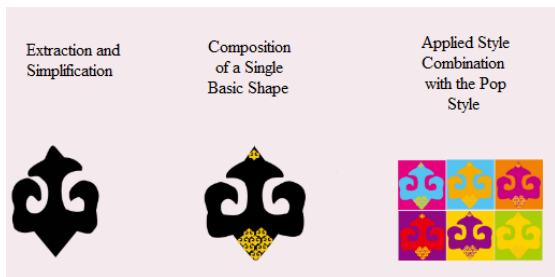 Extraction and
Simplification
Composition
of a Single
Basic Shape
Applied Style
Combination
with the Pop
Style